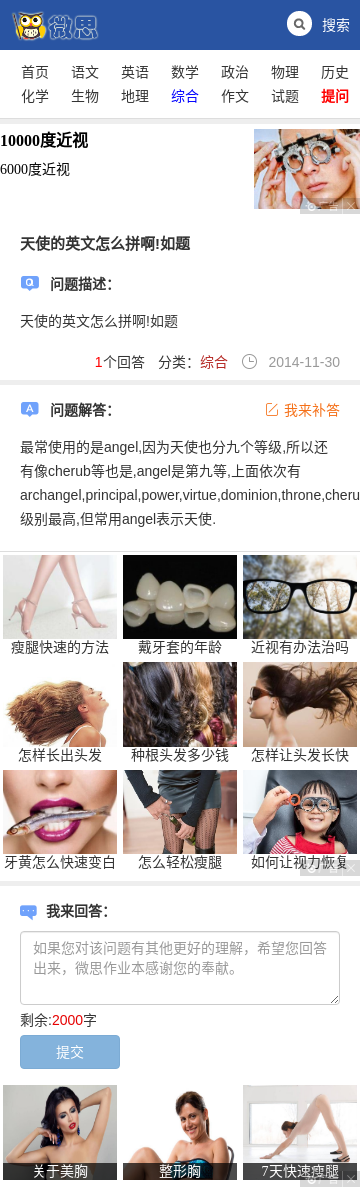 微思
搜索
首页 语文 英语 数学 政治 物理 历史
化学 生物 地理 综合 作文 试题 提问
10000度近视
6000度近视
广告
天使的英文怎么拼啊!如题
问题描述：
天使的英文怎么拼啊!如题
1个回答 分类：综合 2014-11-30
问题解答：
我来补答
最常使用的是angel,因为天使也分九个等级,所以还
有像cherub等也是,angel是第九等,上面依次有
archangel,principal,power,virtue,dominion,throne,cheru
级别最高,但常用angel表示天使.
瘦腿快速的方法 戴牙套的年龄 近视有办法治吗
怎样长出头发 种根头发多少钱 怎样让头发长快
牙黄怎么快速变白 怎么轻松瘦腿 如何让视力恢复
我来回答：
如果您对该问题有其他更好的理解，希望您回答
出来，微思作业本感谢您的奉献。
剩余:2000字
提交
关于美胸 整形胸 7天快速瘦腿